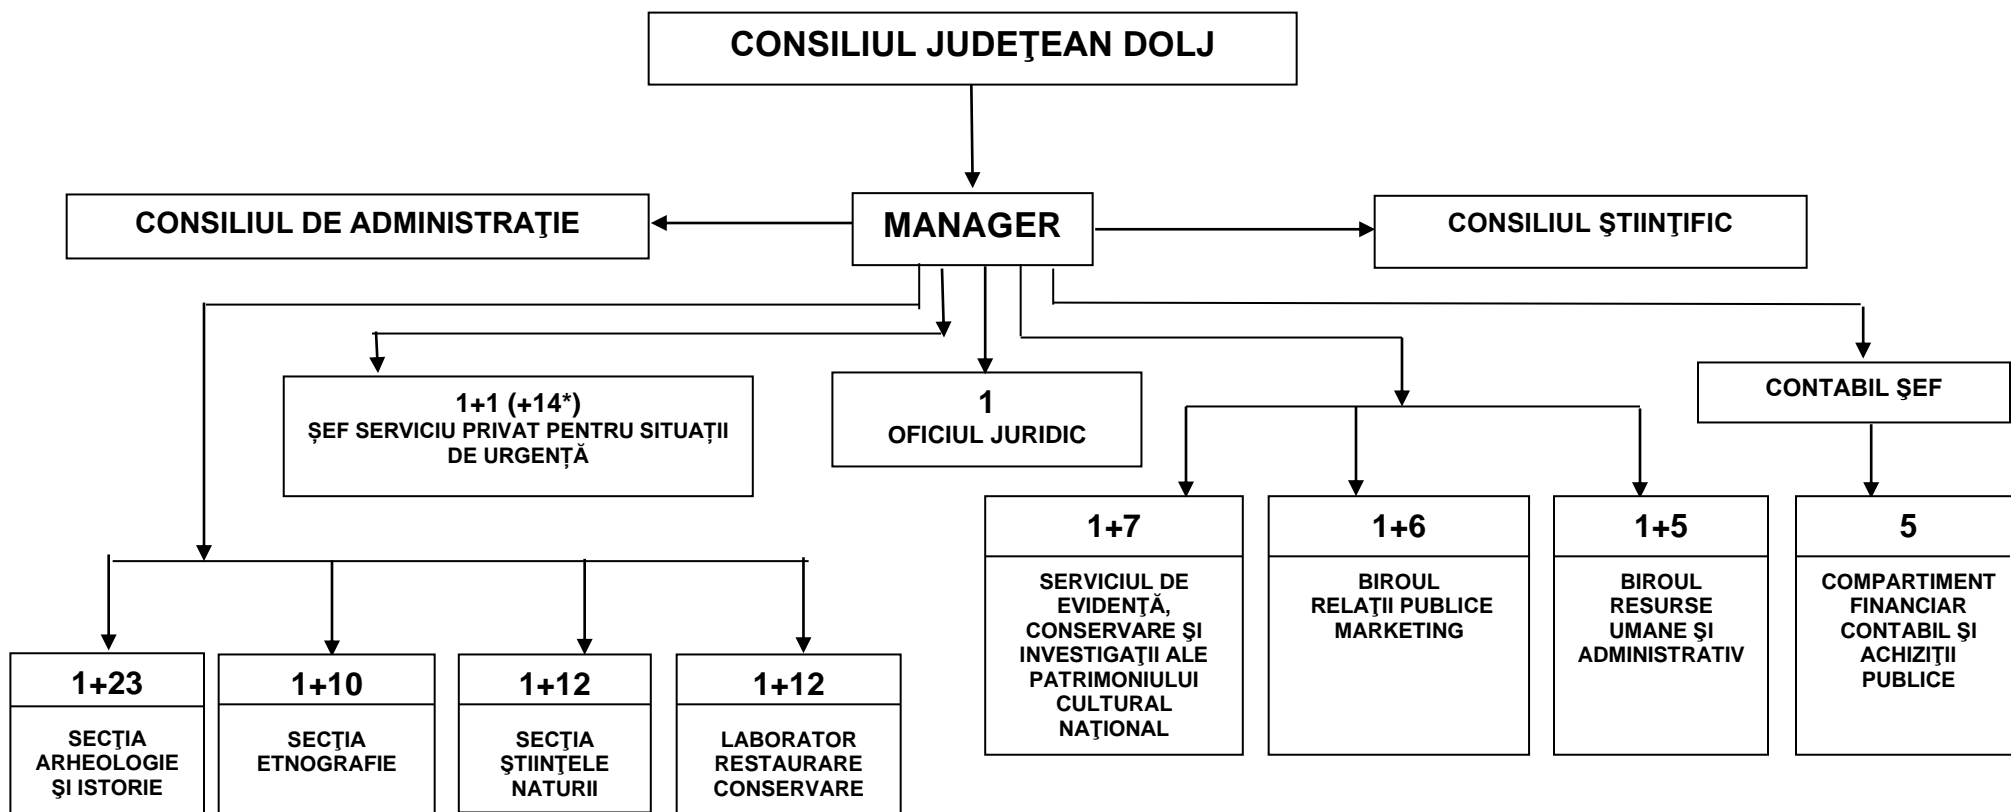 CONSILIUL JUDEŢEAN DOLJ
CONSILIUL DE ADMINISTRAŢIE
MANAGER
CONSILIUL ŞTIINŢIFIC
1+1 (+14*)
ȘEF SERVICIU PRIVAT PENTRU SITUAȚII
DE URGENȚĂ
1
OFICIUL JURIDIC
CONTABIL ŞEF
1+7
SERVICIUL DE
EVIDENŢĂ,
CONSERVARE ŞI
INVESTIGAŢII ALE
PATRIMONIULUI
CULTURAL
NAŢIONAL
1+6
BIROUL
RELAŢII PUBLICE
MARKETING
1+5
BIROUL
RESURSE
UMANE ŞI
ADMINISTRATIV
5
COMPARTIMENT
FINANCIAR
CONTABIL ŞI
ACHIZIŢII
PUBLICE
1+23
SECŢIA
ARHEOLOGIE
ŞI ISTORIE
1+10
SECŢIA
ETNOGRAFIE
1+12
SECŢIA
ŞTIINŢELE
NATURII
1+12
LABORATOR
RESTAURARE
CONSERVARE